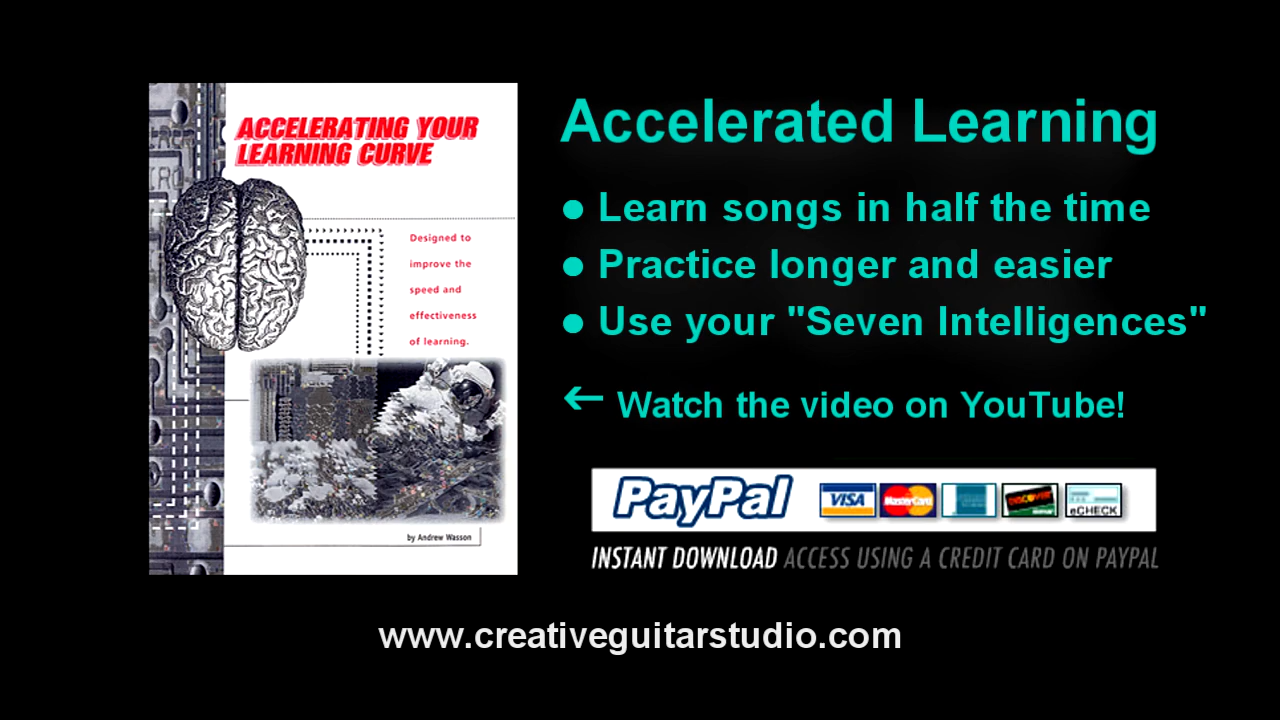 ACCELERATING YOUR
LEARNING CURVE
Designed to
improve the
speed and
effectiveness
of learning.
by Andrew Wasson
Accelerated Learning
● Learn songs in half the time
● Practice longer and easier
● Use your "Seven Intelligences"
← Watch the video on YouTube!
PayPal VISA MasterCard DISCOVER eCHECK
INSTANT DOWNLOAD ACCESS USING A CREDIT CARD ON PAYPAL
www.creativeguitarstudio.com